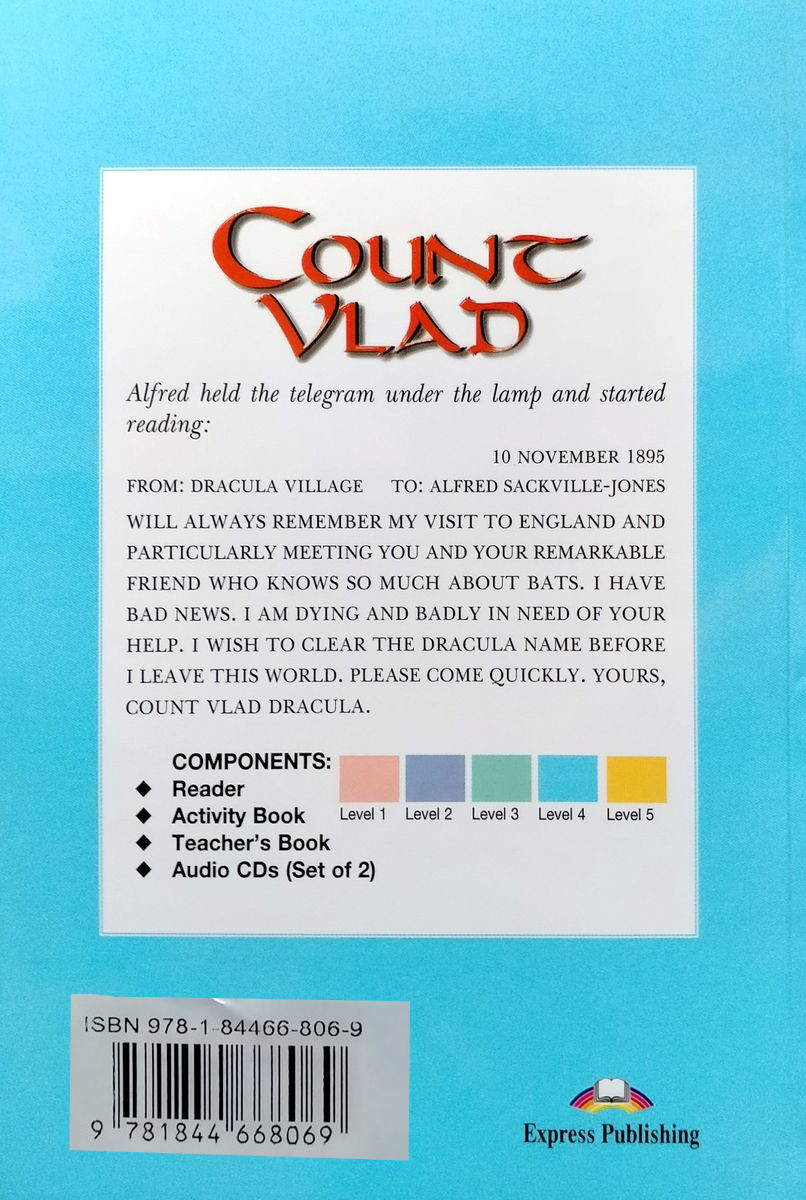 COUNT
VLAD
Alfred held the telegram under the lamp and started
reading:
10 NOVEMBER 1895
FROM: DRACULA VILLAGE TO: ALFRED SACKVILLE-JONES
WILL ALWAYS REMEMBER MY VISIT TO ENGLAND AND
PARTICULARLY MEETING YOU AND YOUR REMARKABLE
FRIEND WHO KNOWS SO MUCH ABOUT BATS. I HAVE
BAD NEWS. I AM DYING AND BADLY IN NEED OF YOUR
HELP. I WISH TO CLEAR THE DRACULA NAME BEFORE
I LEAVE THIS WORLD. PLEASE COME QUICKLY. YOURS,
COUNT VLAD DRACULA.
COMPONENTS:
◆ Reader
◆ Activity Book
◆ Teacher's Book
◆ Audio CDs (Set of 2)
Level 1 Level 2 Level 3 Level 4 Level 5
ISBN 978-1-84466-806-9
9 781844 668069
Express Publishing